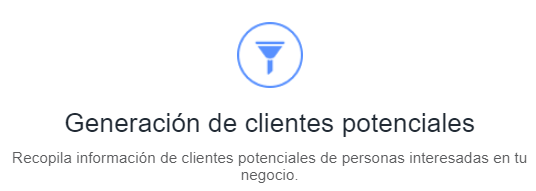 Generación de clientes potenciales
Recopila información de clientes potenciales de personas interesadas en tu
negocio.